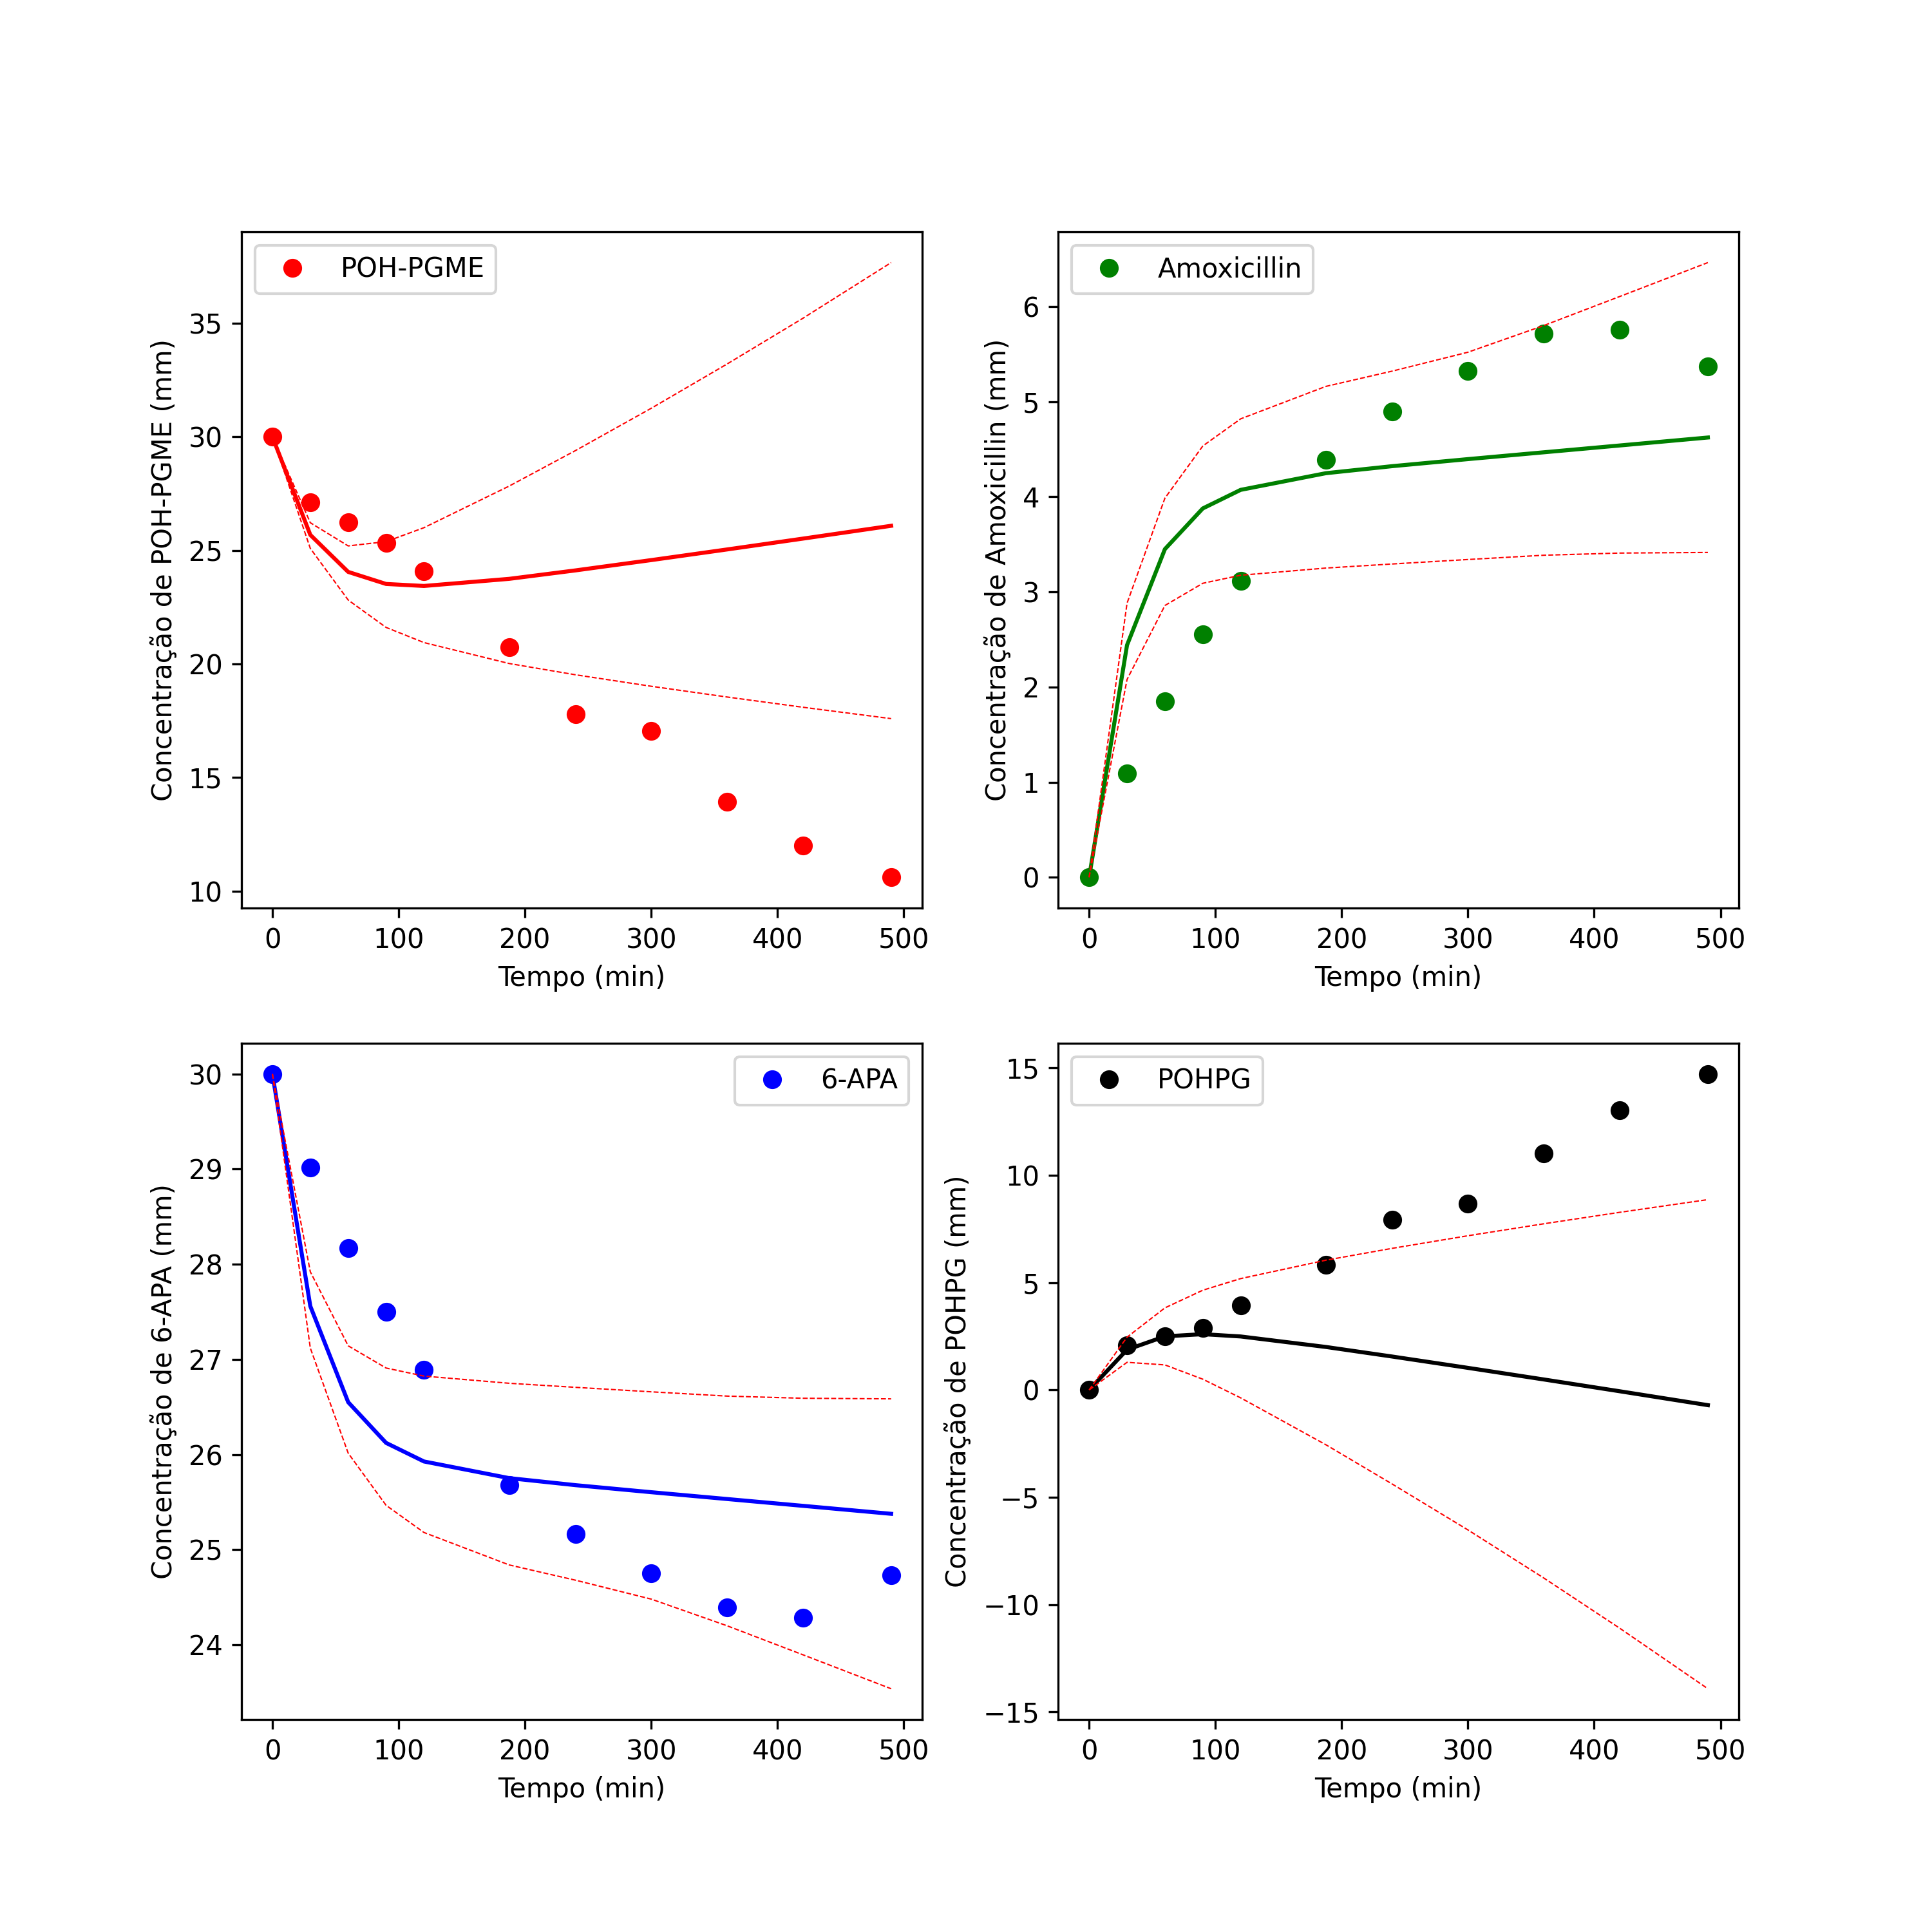 POH-PGME
Concentração de POH-PGME (mm)
35
30
25
20
15
10
0 100 200 300 400 500
Tempo (min)
Amoxicillin
Concentração de Amoxicillin (mm)
6
5
4
3
2
1
0
0 100 200 300 400 500
Tempo (min)
6-APA
Concentração de 6-APA (mm)
30
29
28
27
26
25
24
0 100 200 300 400 500
Tempo (min)
POHPG
Concentração de POHPG (mm)
15
10
5
0
−5
−10
−15
0 100 200 300 400 500
Tempo (min)